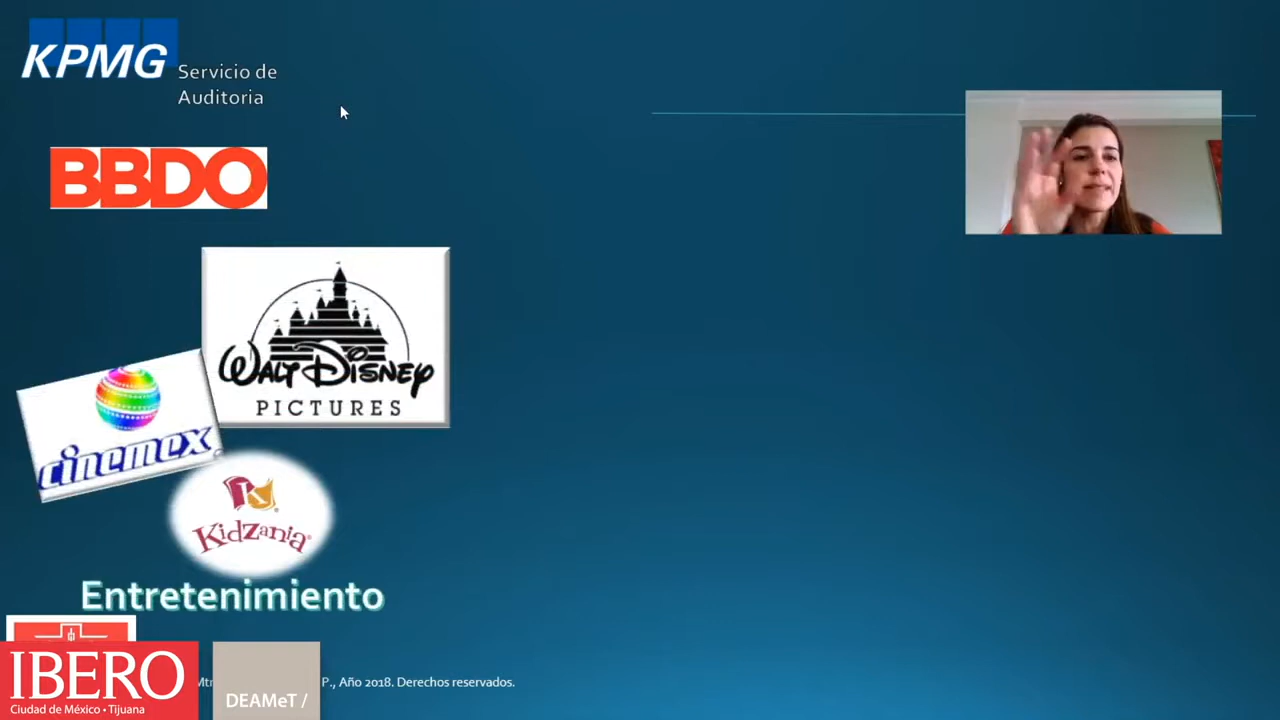 KPMG
Servicio de
Auditoria
BBDO
WALT DISNEY
PICTURES
cinemex
K
KidZania®
Entretenimiento
P., Año 2018. Derechos reservados.
IBERO
Ciudad de México • Tijuana
DEAMeT /